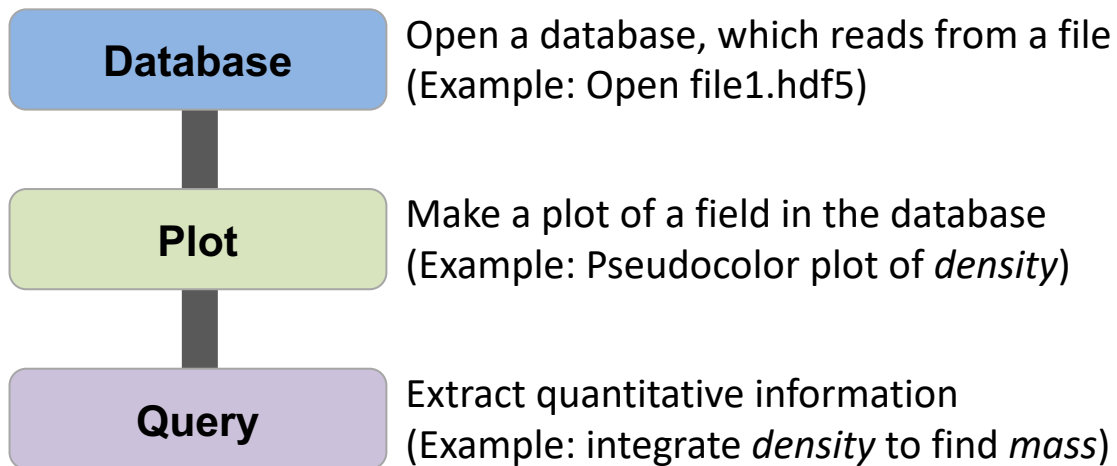 Database
Open a database, which reads from a file
(Example: Open file1.hdf5)
Plot
Make a plot of a field in the database
(Example: Pseudocolor plot of density)
Query
Extract quantitative information
(Example: integrate density to find mass)